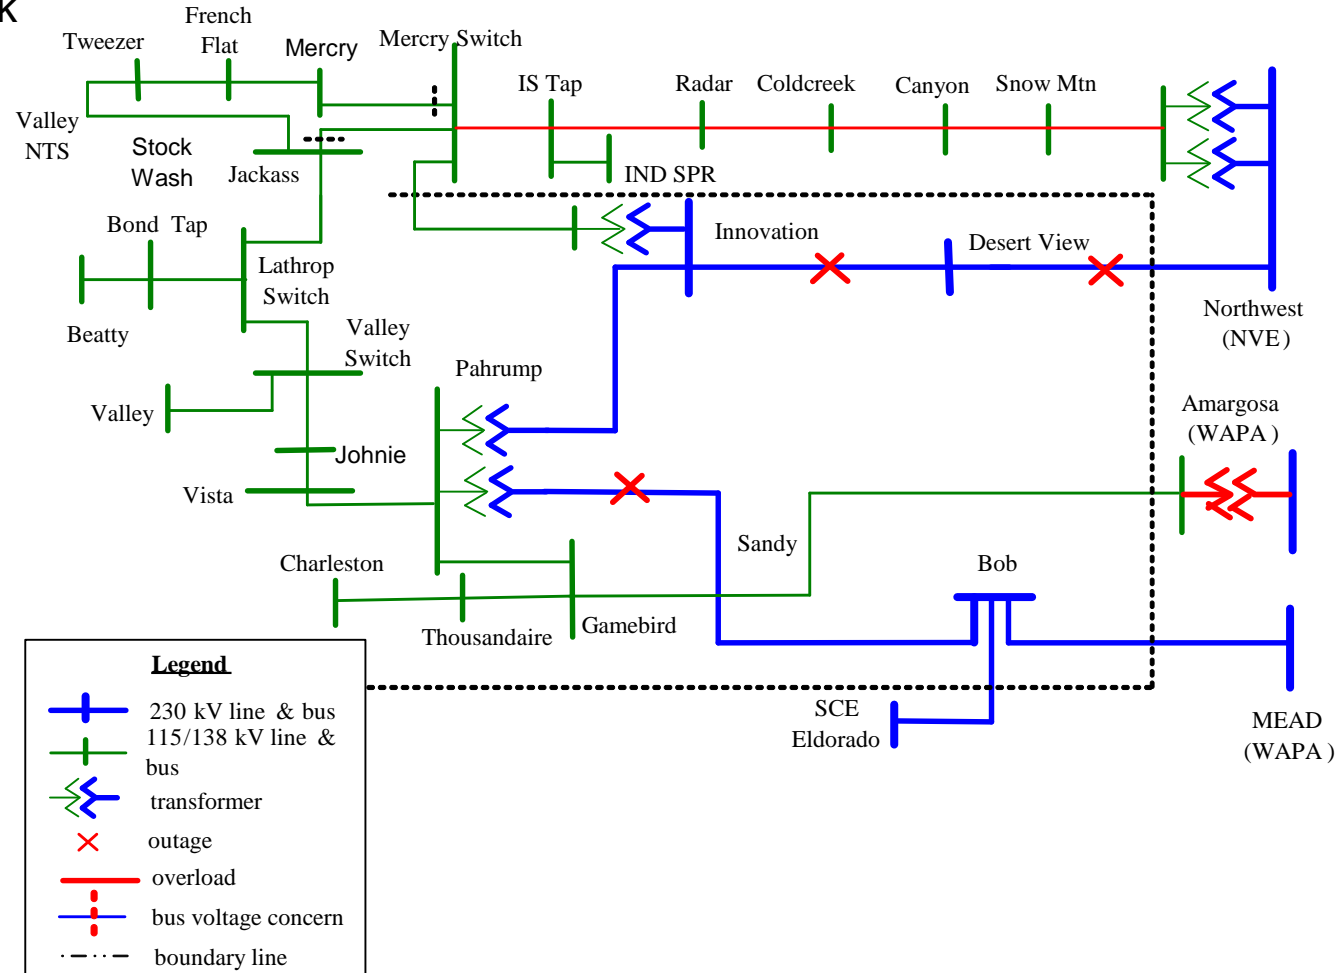 k
French
Flat
Tweezer
Mercry
Mercry Switch
IS Tap
Radar
Coldcreek
Canyon
Snow Mtn
Valley
NTS
Stock
Wash
Jackass
IND SPR
Bond Tap
Innovation
Desert View
Lathrop
Switch
Beatty
Northwest
(NVE)
Valley
Switch
Pahrump
Valley
Amargosa
(WAPA)
Johnie
Vista
Sandy
Charleston
Bob
Thousandaire
Gamebird
Legend
230 kV line & bus
115/138 kV line &
bus
transformer
outage
overload
bus voltage concern
boundary line
SCE
Eldorado
MEAD
(WAPA)